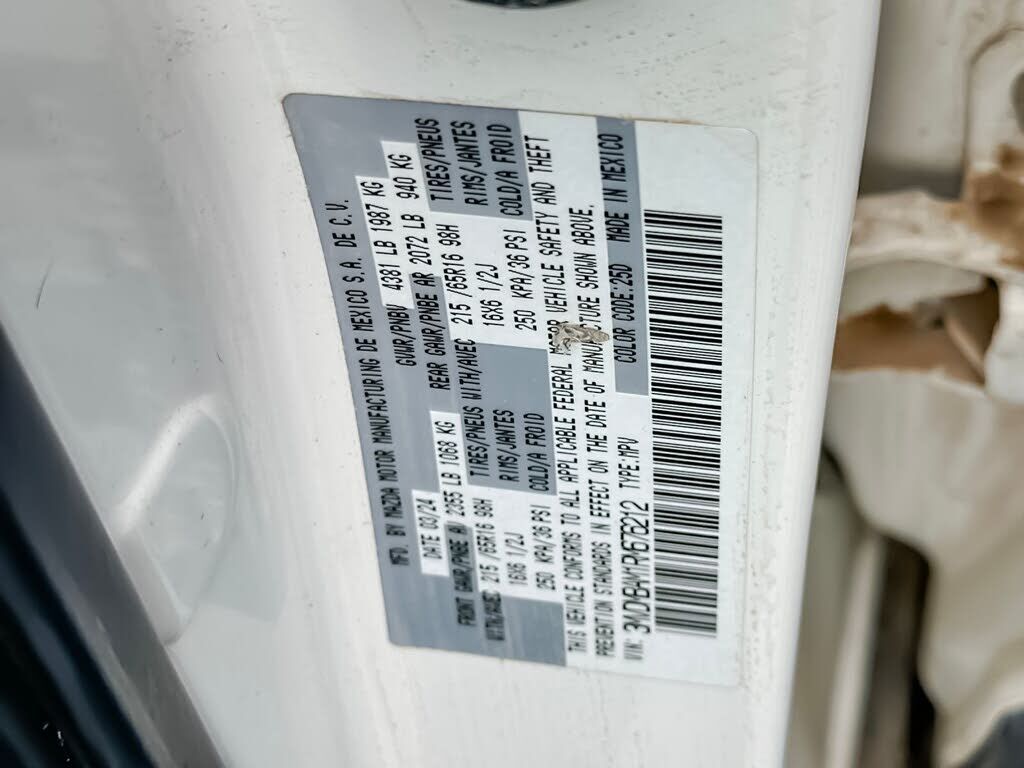 MFD. BY MAZDA MOTOR MANUFACTURING DE MEXICO S.A. DE C.V.
DATE 03/24 GVWR/PNBV 4381 LB 1987 KG
FRONT GAWR/PNBE AV 2355 LB 1068 KG REAR GAWR/PNBE AR 2072 LB 940 KG
WITH/AVEC 215 /65R16 98H TIRES/PNEUS WITH/AVEC 215 /65R16 98H TIRES/PNEUS
16X6 1/2J RIMS/JANTES 16X6 1/2J RIMS/JANTES
250 KPA/36 PSI COLD/A FROID 250 KPA/36 PSI COLD/A FROID
THIS VEHICLE CONFORMS TO ALL APPLICABLE FEDERAL MOTOR VEHICLE SAFETY AND THEFT
PREVENTION STANDARDS IN EFFECT ON THE DATE OF MANUFACTURE SHOWN ABOVE.
VIN: TYPE:MPV COLOR CODE:25D MADE IN MEXICO